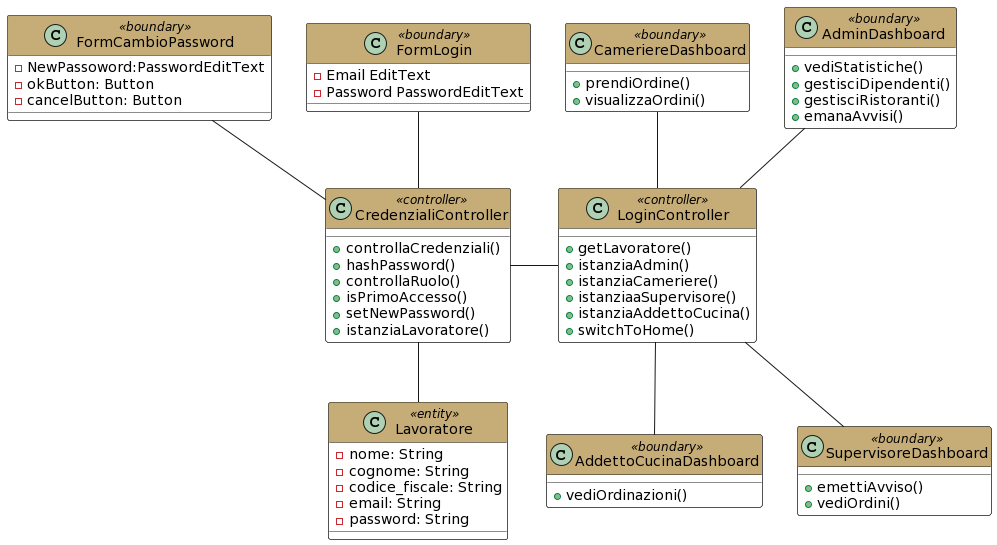 «boundary»
C FormCambioPassword
NewPassoword:PasswordEditText
okButton: Button
cancelButton: Button
«boundary»
C FormLogin
Email EditText
Password PasswordEditText
«boundary»
C CameriereDashboard
prendiOrdine()
visualizzaOrdini()
«boundary»
C AdminDashboard
vediStatistiche()
gestisciDipendenti()
gestisciRistoranti()
emanaAvvisi()
«controller»
C CredenzialiController
controllaCredenziali()
hashPassword()
controllaRuolo()
isPrimoAccesso()
setNewPassword()
istanziaLavoratore()
«controller»
C LoginController
getLavoratore()
istanziaAdmin()
istanziaCameriere()
istanziaaSupervisore()
istanziaAddettoCucina()
switchToHome()
«entity»
C Lavoratore
nome: String
cognome: String
codice_fiscale: String
email: String
password: String
«boundary»
C AddettoCucinaDashboard
vediOrdinazioni()
«boundary»
C SupervisoreDashboard
emettiAvviso()
vediOrdini()